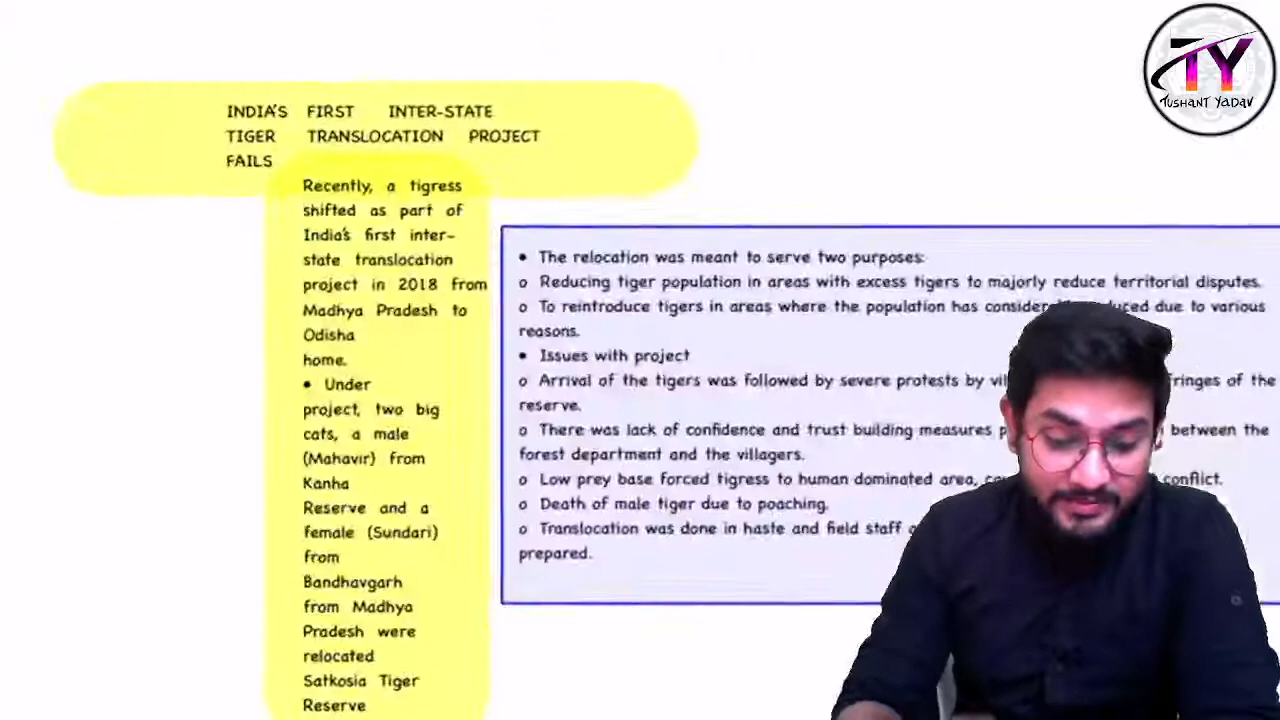 TY
TUSHANT YADAV
INDIA'S FIRST INTER-STATE
TIGER TRANSLOCATION PROJECT
FAILS
Recently, a tigress
shifted as part of
India's first inter-
state translocation
project in 2018 from
Madhya Pradesh to
Odisha
home.
• Under
project, two big
cats, a male
(Mahavir) from
Kanha
Reserve and a
female (Sundari)
from
Bandhavgarh
from Madhya
Pradesh were
relocated
Satkosia Tiger
Reserve
• The relocation was meant to serve two purposes:
o Reducing tiger population in areas with excess tigers to majorly reduce territorial disputes.
o To reintroduce tigers in areas where the population has due to various
reasons.
• Issues with project
o Arrival of the tigers was followed by severe protests by of the
reserve.
o There was lack of confidence and trust building measures between the
forest department and the villagers.
o Low prey base forced tigress to human dominated area, conflict.
o Death of male tiger due to poaching.
o Translocation was done in haste and field staff
prepared.